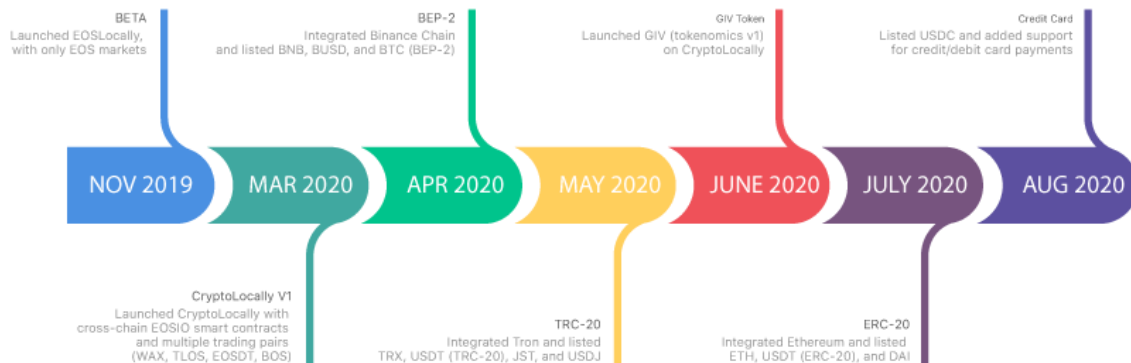 BETA
Launched EOSLocally,
with only EOS markets
BEP-2
Integrated Binance Chain
and listed BNB, BUSD, and BTC (BEP-2)
GIV Token
Launched GIV (tokenomics v1)
on CryptoLocally
Credit Card
Listed USDC and added support
for credit/debit card payments
NOV 2019
MAR 2020
APR 2020
MAY 2020
JUNE 2020
JULY 2020
AUG 2020
CryptoLocally V1
Launched CryptoLocally with
cross-chain EOSIO smart contracts
and multiple trading pairs
(WAX, TLOS, EOSDT, BOS)
TRC-20
Integrated Tron and listed
TRX, USDT (TRC-20), JST, and USDJ
ERC-20
Integrated Ethereum and listed
ETH, USDT (ERC-20), and DAI